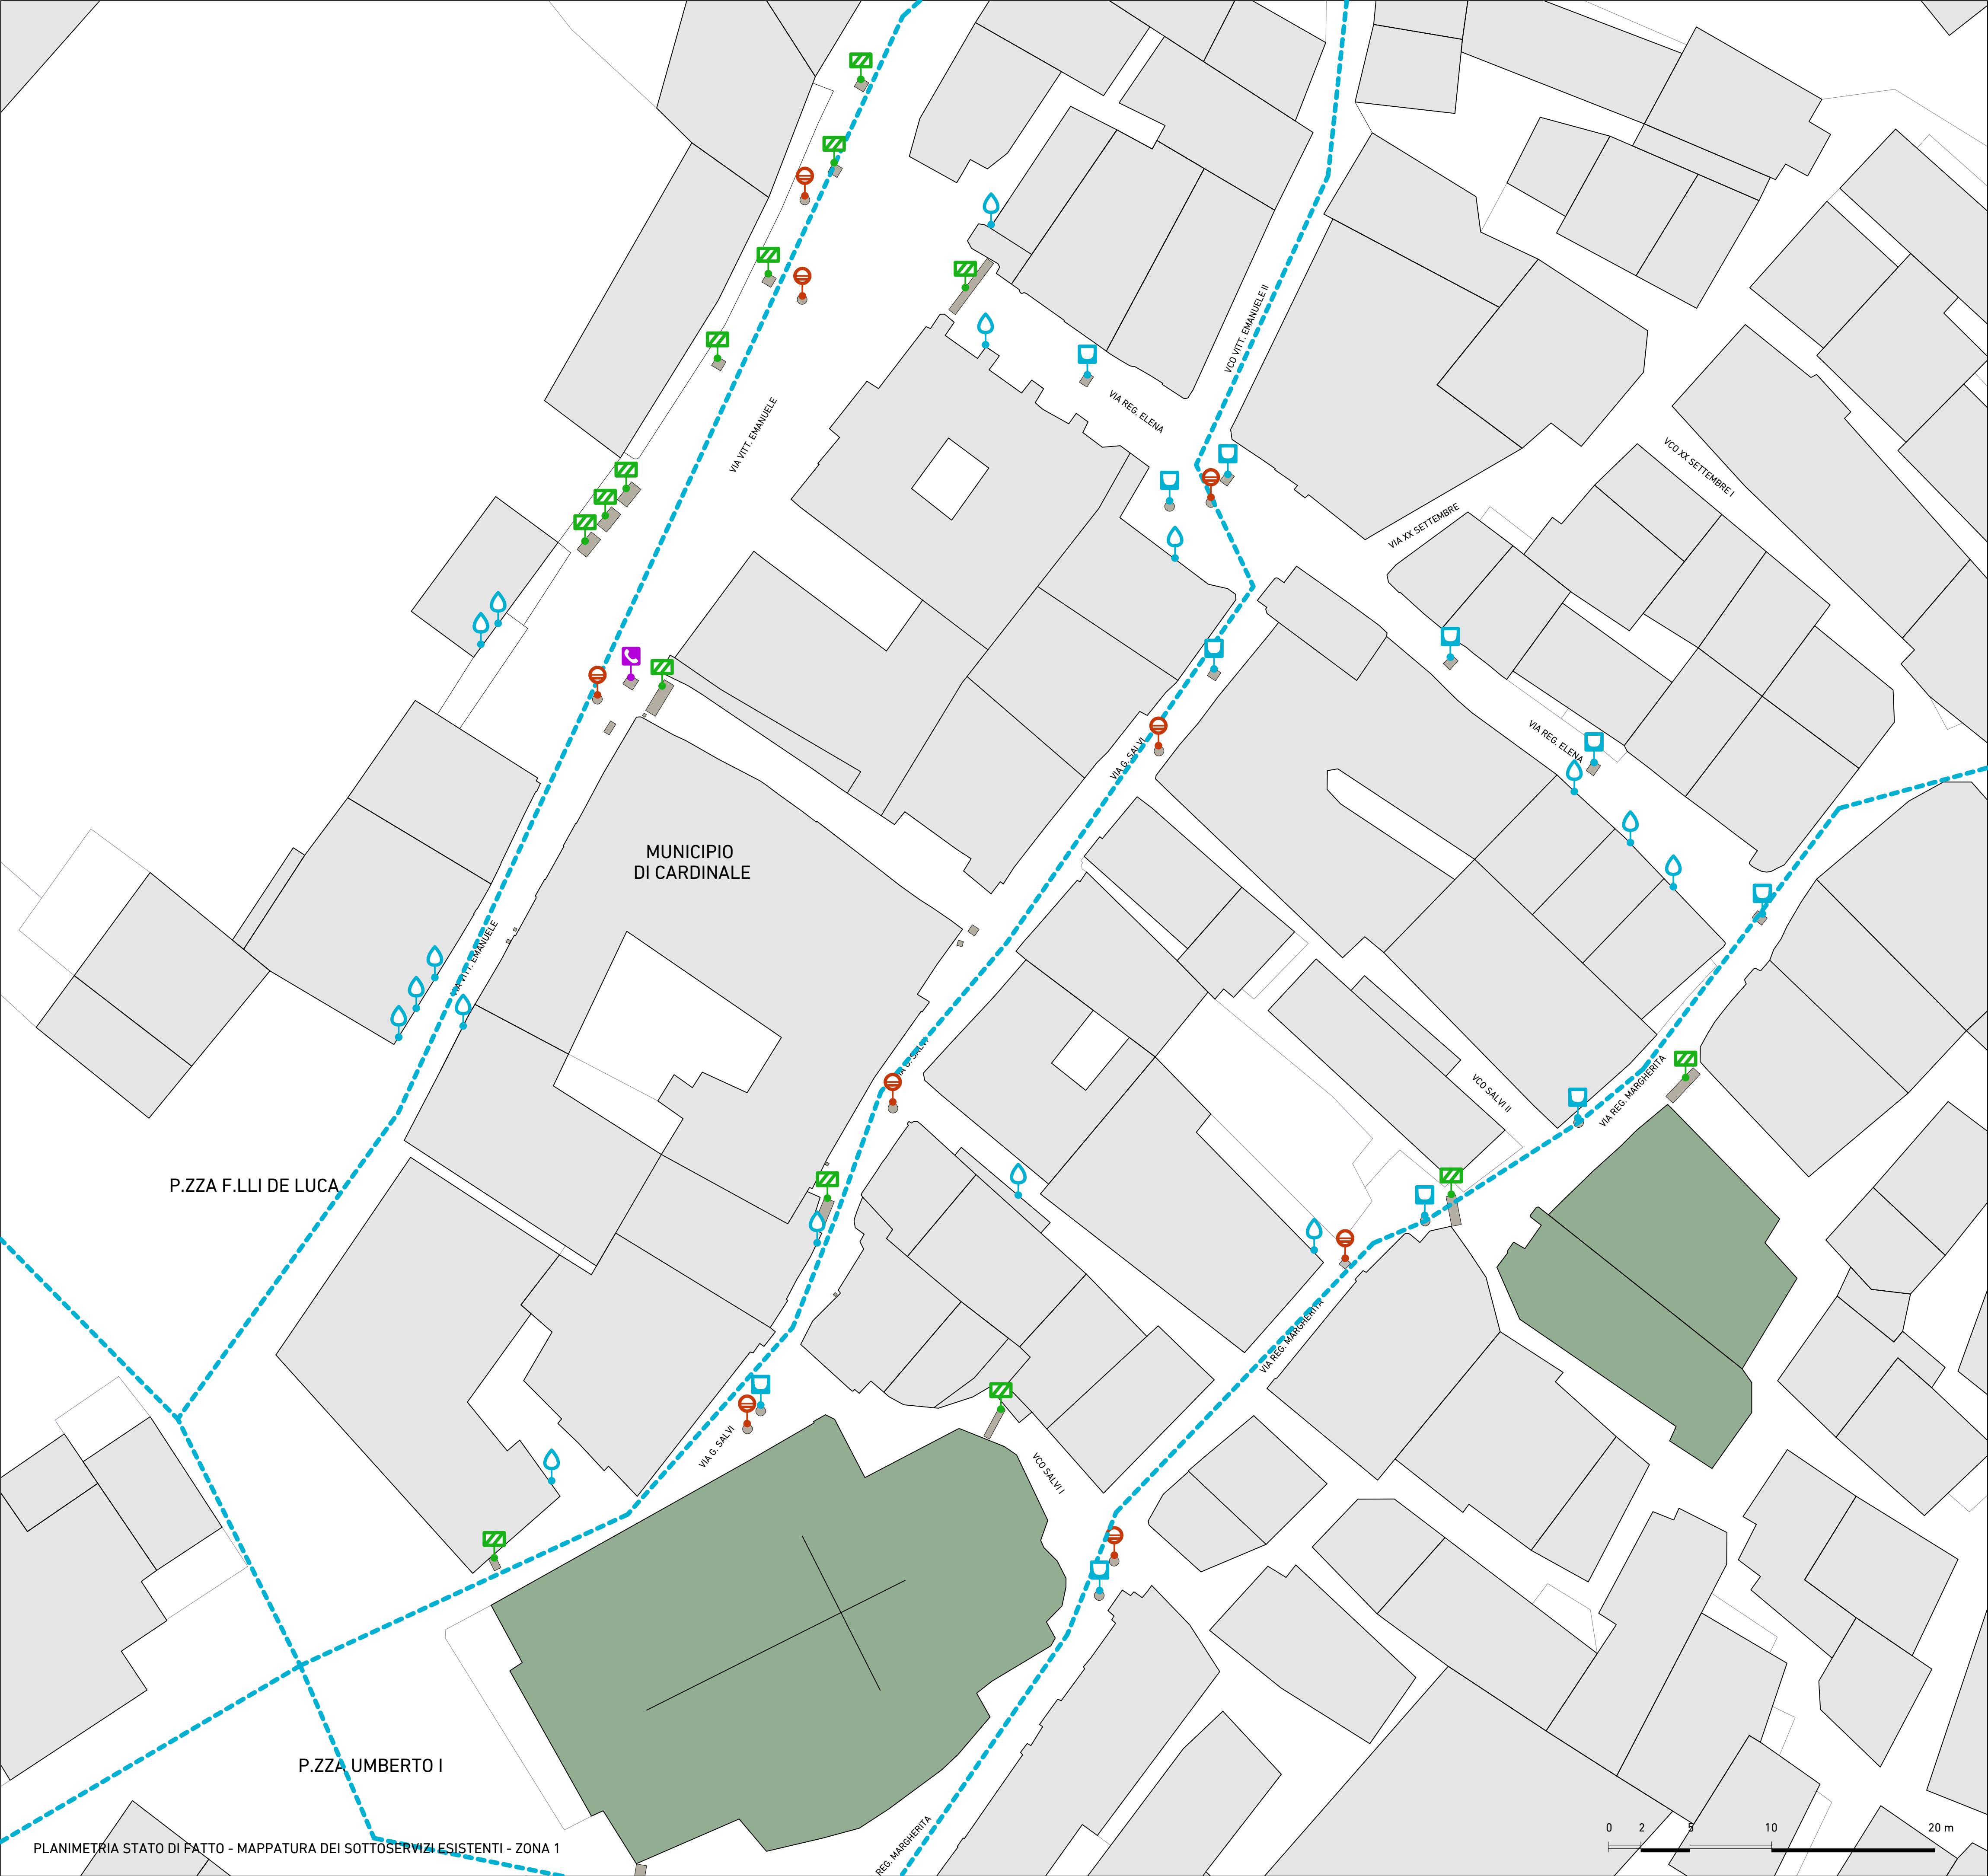 VCO VITT. EMANUELE II
VIA VITT. EMANUELE
VIA REG. ELENA
VCO XX SETTEMBRE I
VIA XX SETTEMBRE
VIA G. SALVI
VIA REG. ELENA
MUNICIPIO
DI CARDINALE
VIA VITT. EMANUELE
VIA G. SALVI
VCO SALVI II
VIA REG. MARGHERITA
P.ZZA F.LLI DE LUCA
VIA REG. MARGHERITA
VIA G. SALVI
VCO SALVI I
P.ZZA UMBERTO I
REG. MARGHERITA
0 2 5 10 20 m
PLANIMETRIA STATO DI FATTO - MAPPATURA DEI SOTTOSERVIZI ESISTENTI - ZONA 1